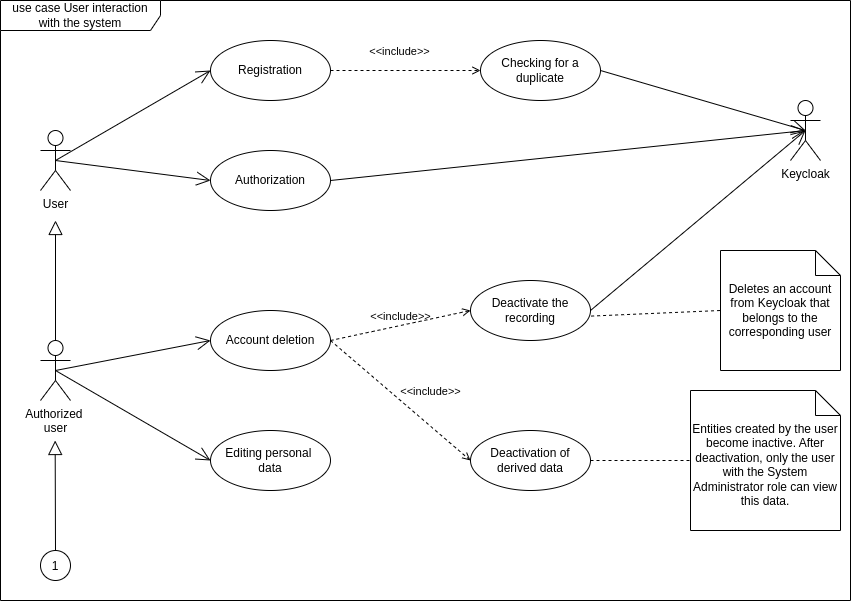 use case User interaction
with the system
Registration
<<include>>
Checking for a
duplicate
User
Authorization
Keycloak
Account deletion
<<include>>
Deactivate the
recording
Deletes an account
from Keycloak that
belongs to the
corresponding user
Authorized
user
Editing personal
data
<<include>>
Deactivation of
derived data
Entities created by the user
become inactive. After
deactivation, only the user
with the System
Administrator role can view
this data.
1